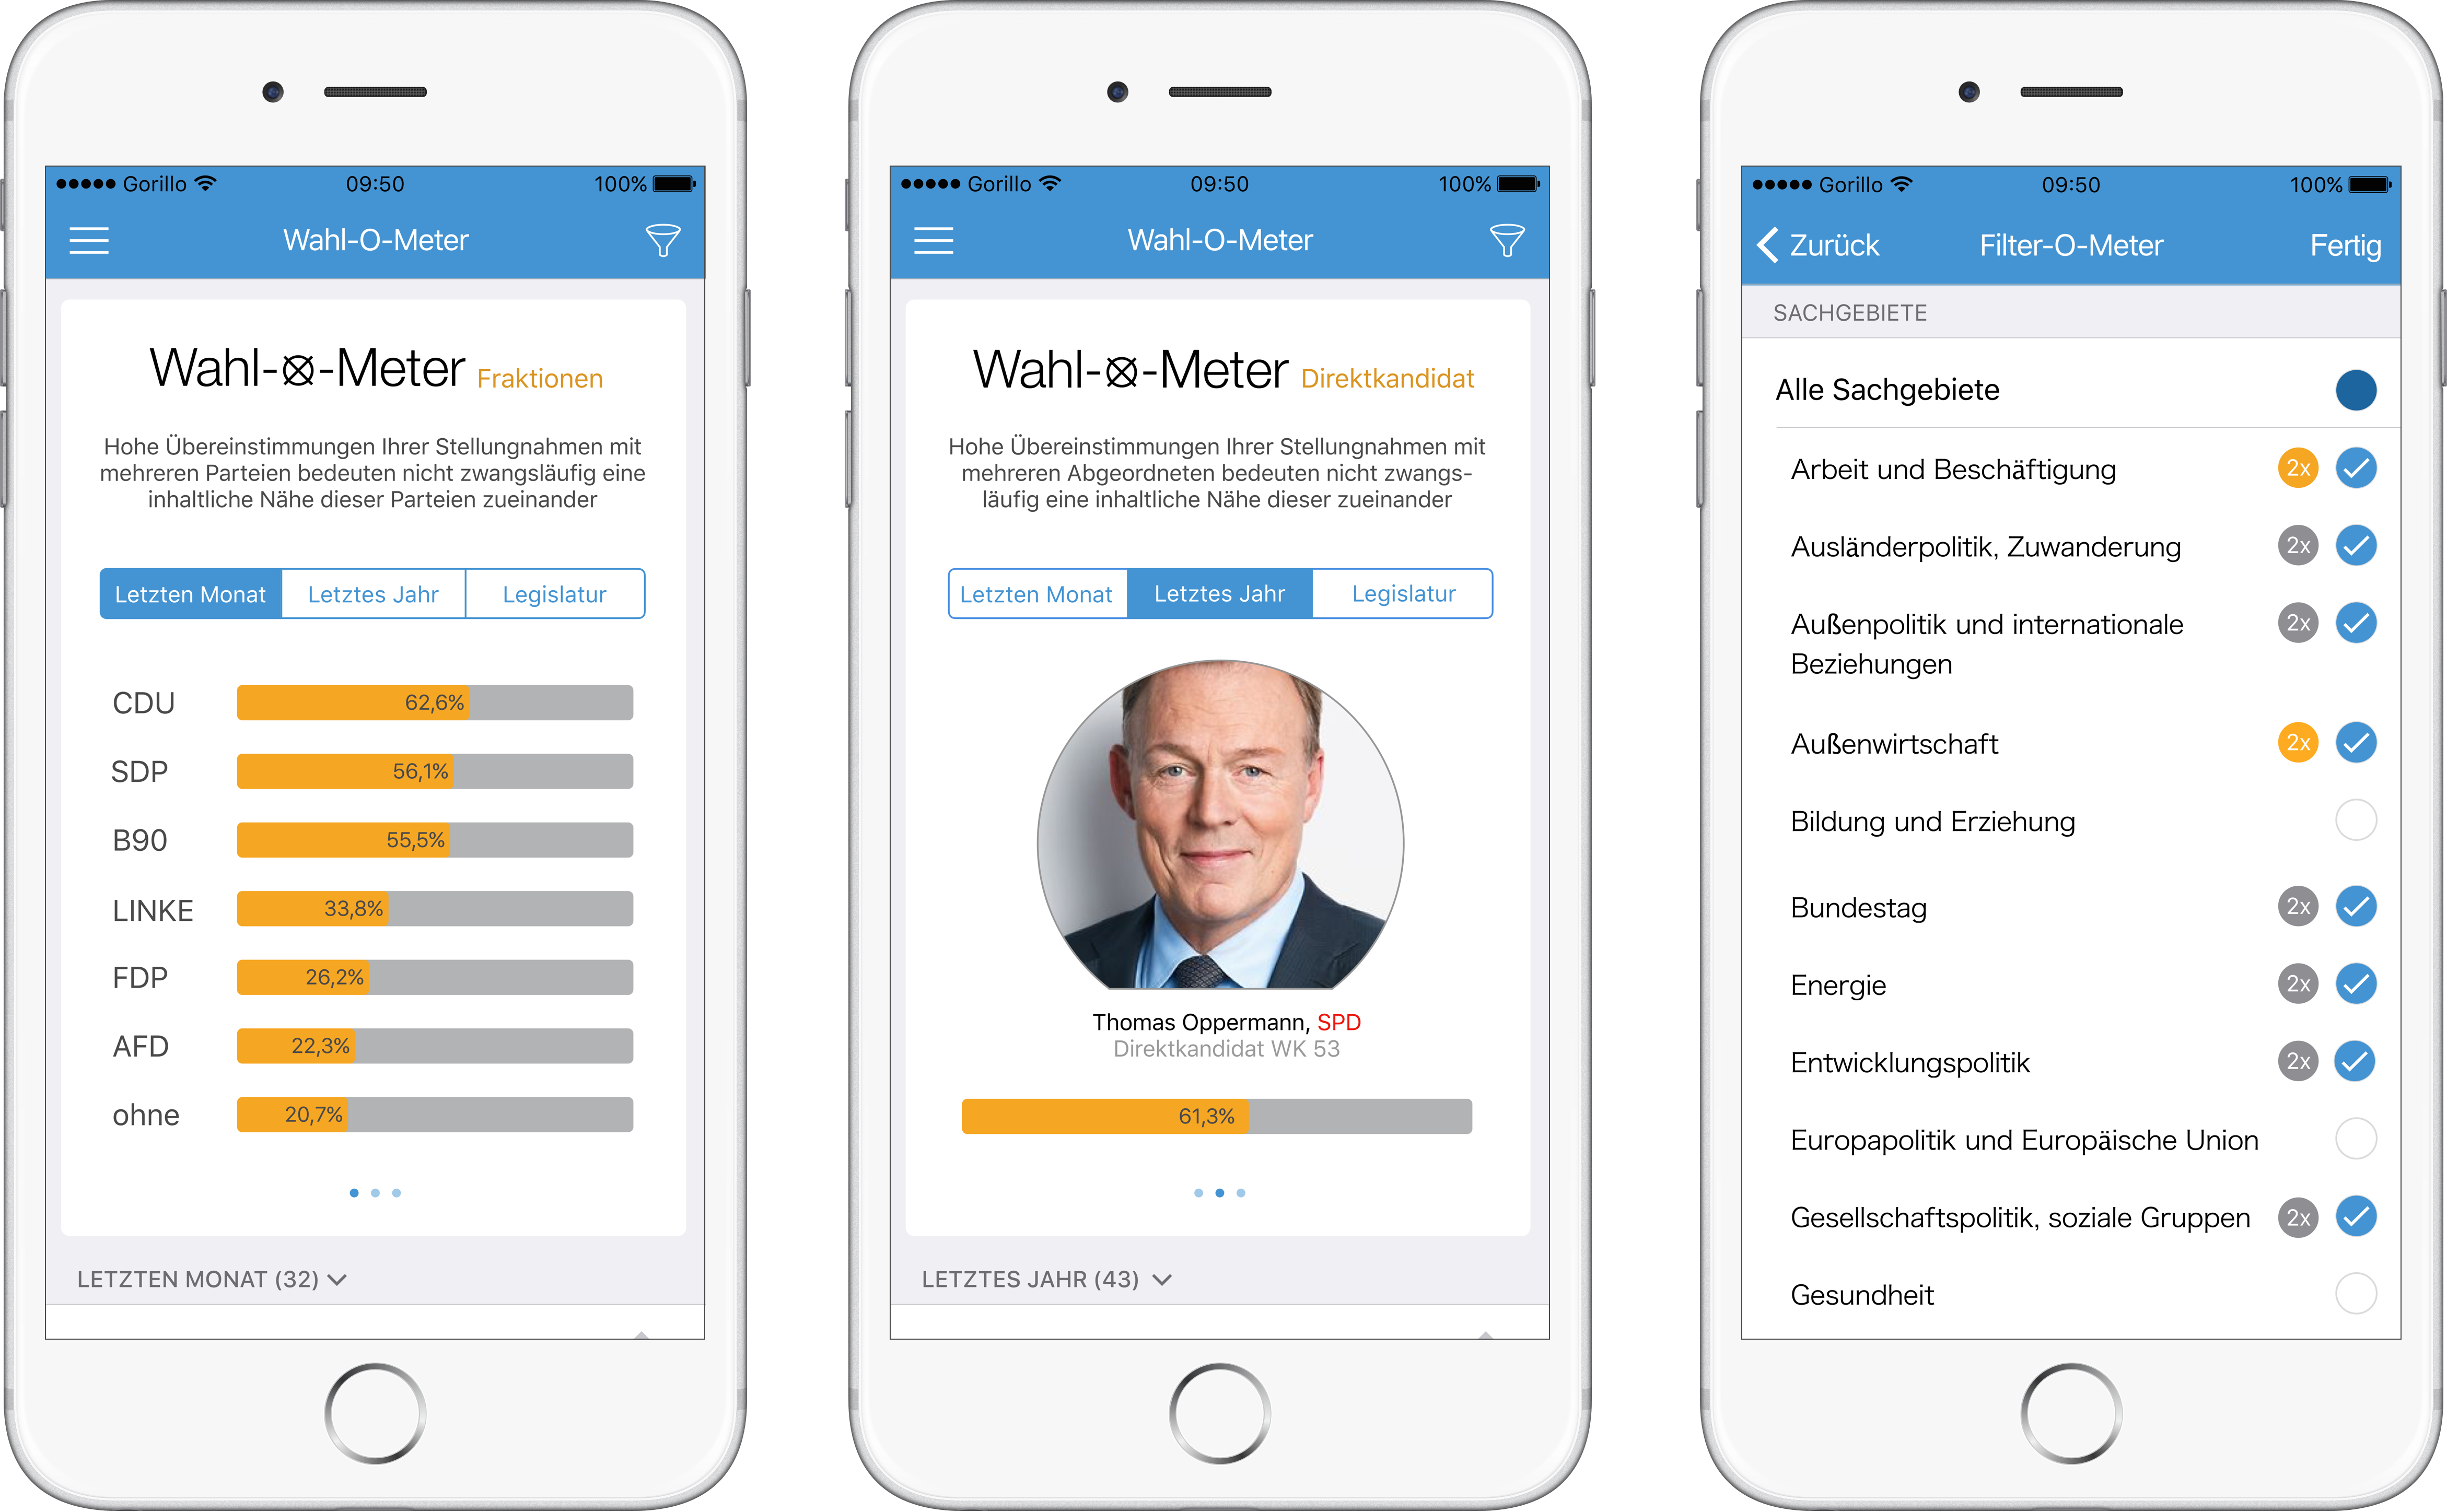 Gorillo 09:50 100%
Wahl-O-Meter
Wahl-O-Meter Fraktionen
Hohe Übereinstimmungen Ihrer Stellungnahmen mit
mehreren Parteien bedeuten nicht zwangsläufig eine
inhaltliche Nähe dieser Parteien zueinander
Letzten Monat Letztes Jahr Legislatur
CDU 62,6%
SDP 56,1%
B90 55,5%
LINKE 33,8%
FDP 26,2%
AFD 22,3%
ohne 20,7%
LETZTEN MONAT (32)
Gorillo 09:50 100%
Wahl-O-Meter
Wahl-O-Meter Direktkandidat
Hohe Übereinstimmungen Ihrer Stellungnahmen mit
mehreren Abgeordneten bedeuten nicht zwangs-
läufig eine inhaltliche Nähe dieser zueinander
Letzten Monat Letztes Jahr Legislatur
Thomas Oppermann, SPD
Direktkandidat WK 53
61,3%
LETZTES JAHR (43)
Gorillo 09:50 100%
Zurück Filter-O-Meter Fertig
SACHGEBIETE
Alle Sachgebiete
Arbeit und Beschäftigung 2x
Ausländerpolitik, Zuwanderung 2x
Außenpolitik und internationale 2x
Beziehungen
Außenwirtschaft 2x
Bildung und Erziehung
Bundestag 2x
Energie 2x
Entwicklungspolitik 2x
Europapolitik und Europäische Union
Gesellschaftspolitik, soziale Gruppen 2x
Gesundheit